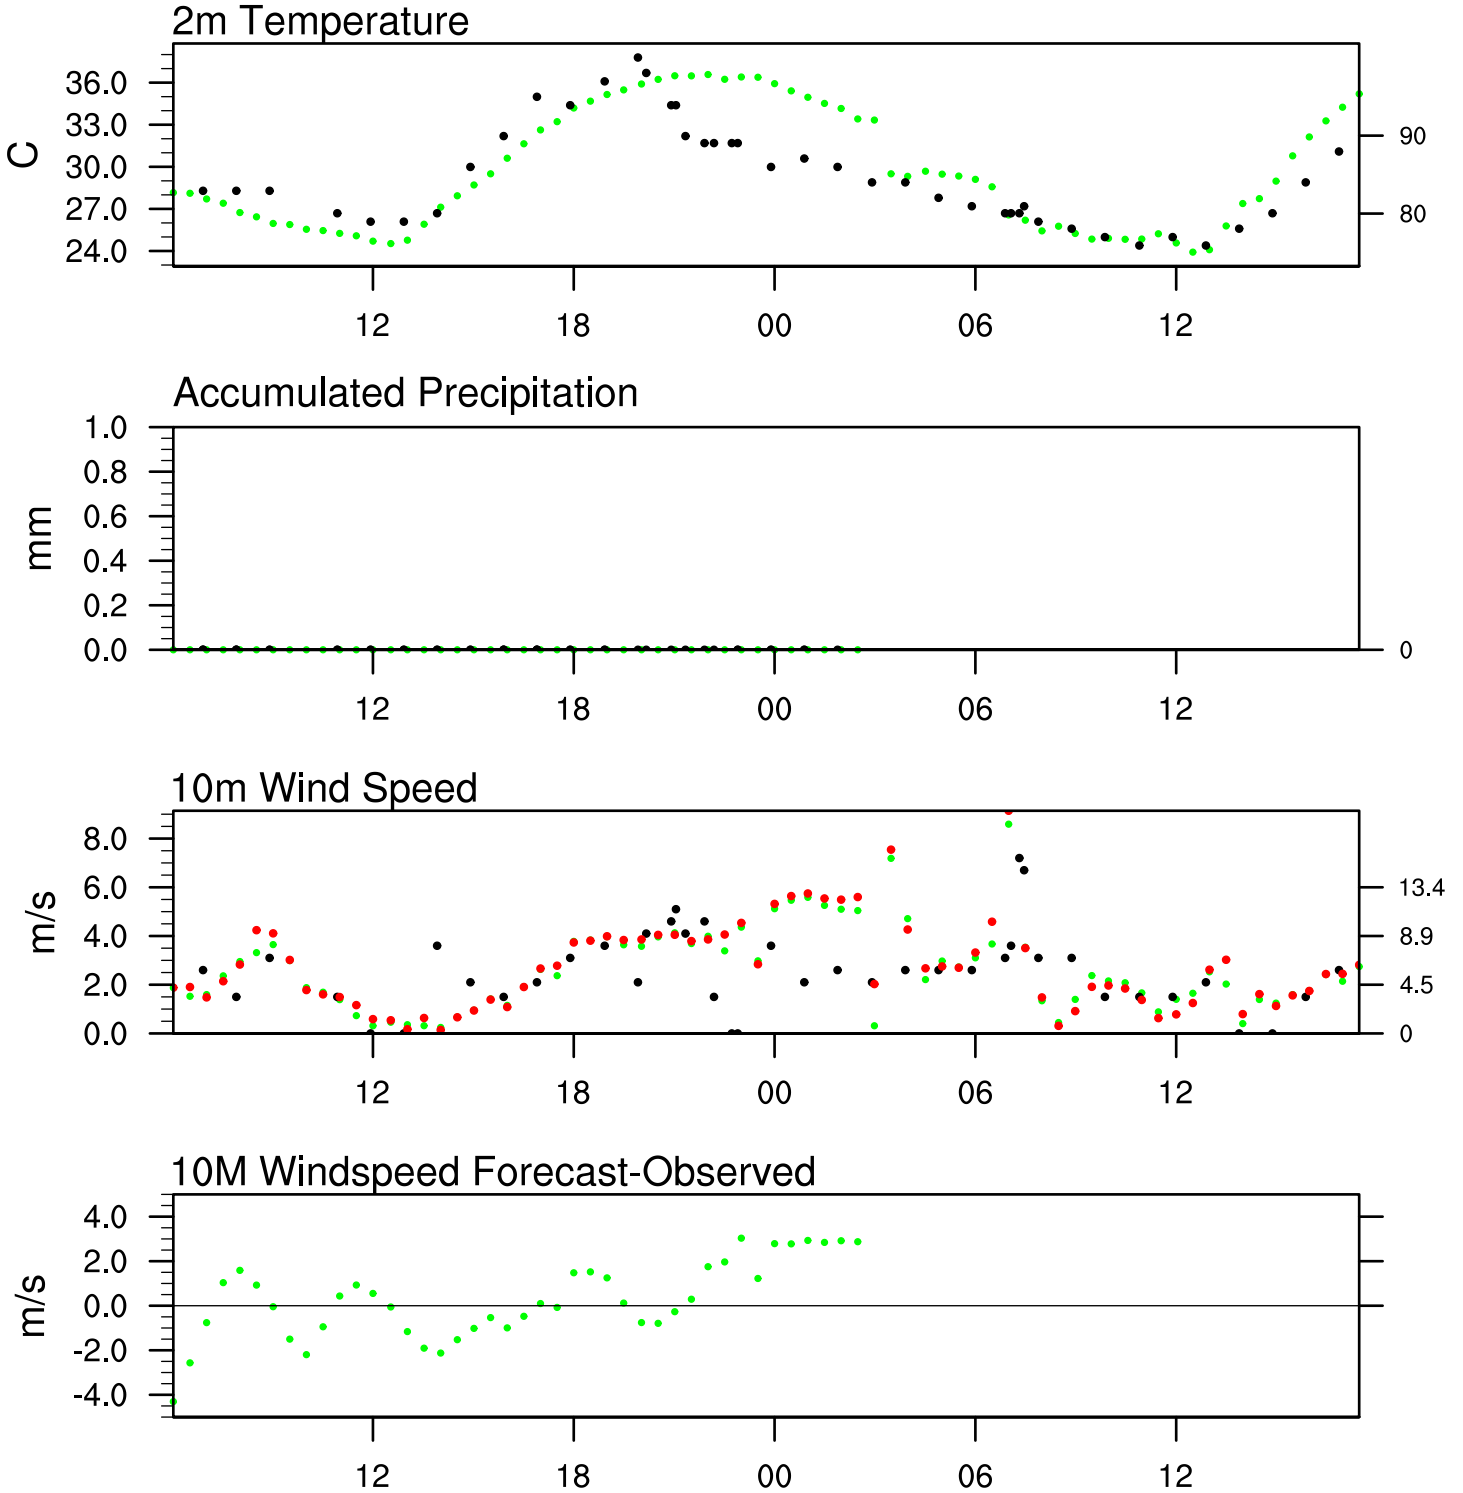 2m Temperature
36.0
33.0
30.0
27.0
24.0
C
90
80
12 18 00 06 12
Accumulated Precipitation
1.0
0.8
0.6
0.4
0.2
0.0
mm
0
12 18 00 06 12
10m Wind Speed
8.0
6.0
4.0
2.0
0.0
m/s
13.4
8.9
4.5
0
12 18 00 06 12
10M Windspeed Forecast-Observed
4.0
2.0
0.0
-2.0
-4.0
m/s
12 18 00 06 12